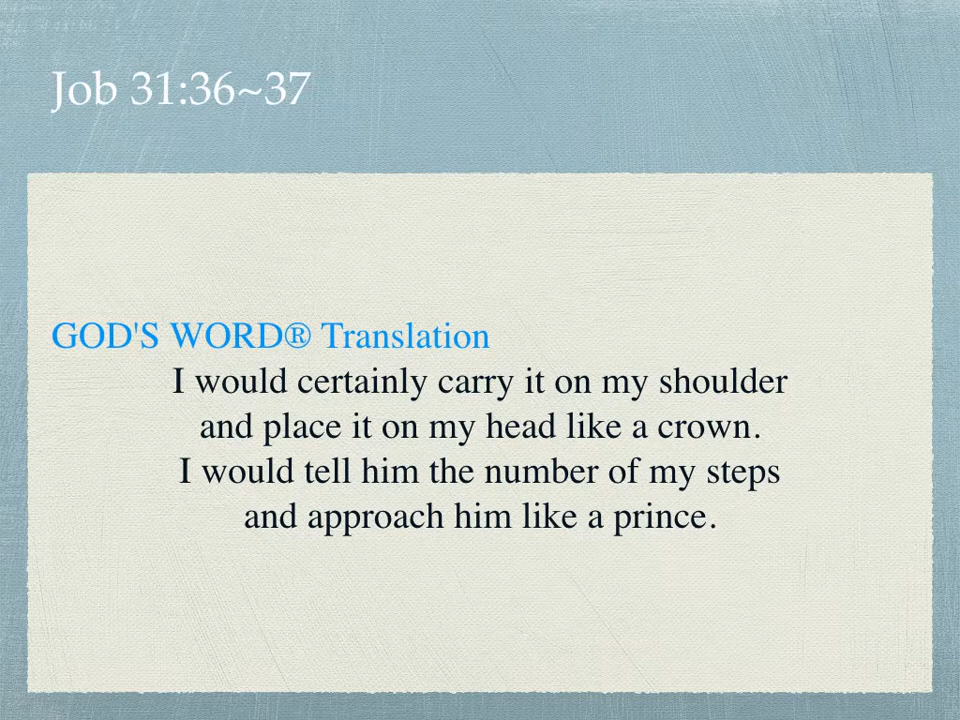 Job 31:36~37
GOD'S WORD® Translation
I would certainly carry it on my shoulder
and place it on my head like a crown.
I would tell him the number of my steps
and approach him like a prince.